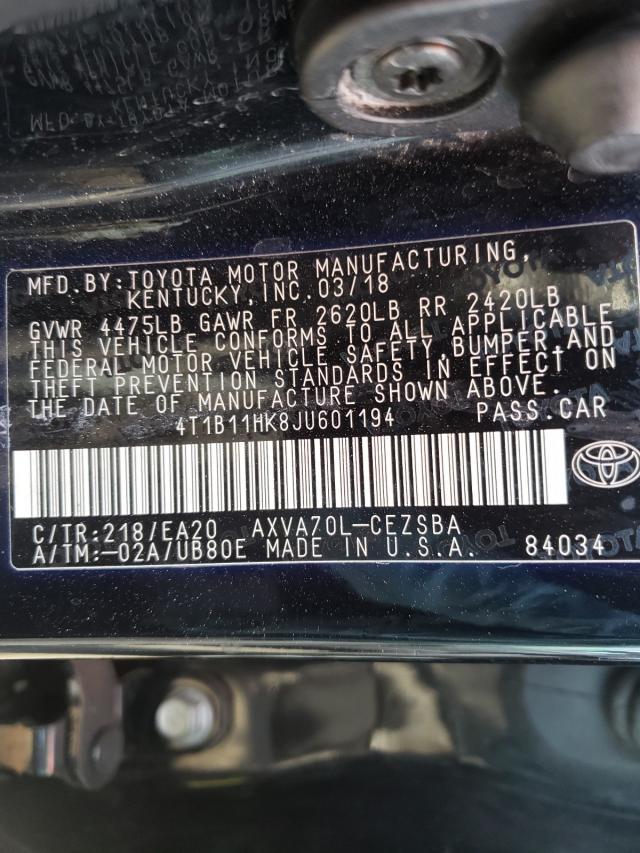 MFD.BY:TOYOTA MOTOR MANUFACTURING,
KENTUCKY,INC.03/18
GVWR 4475LB GAWR FR 2620LB RR 2420LB
THIS VEHICLE CONFORMS TO ALL APPLICABLE
FEDERAL MOTOR VEHICLE SAFETY,BUMPER,AND
THEFT PREVENTION STANDARDS IN EFFECT ON
THE DATE OF MANUFACTURE SHOWN ABOVE.
4T1B11HK8JU601194 PASS.CAR
C/TR:218/EA20 AXVA70L-CEZSBA
A/TM:-02A/UB80E MADE IN U.S.A. 84034